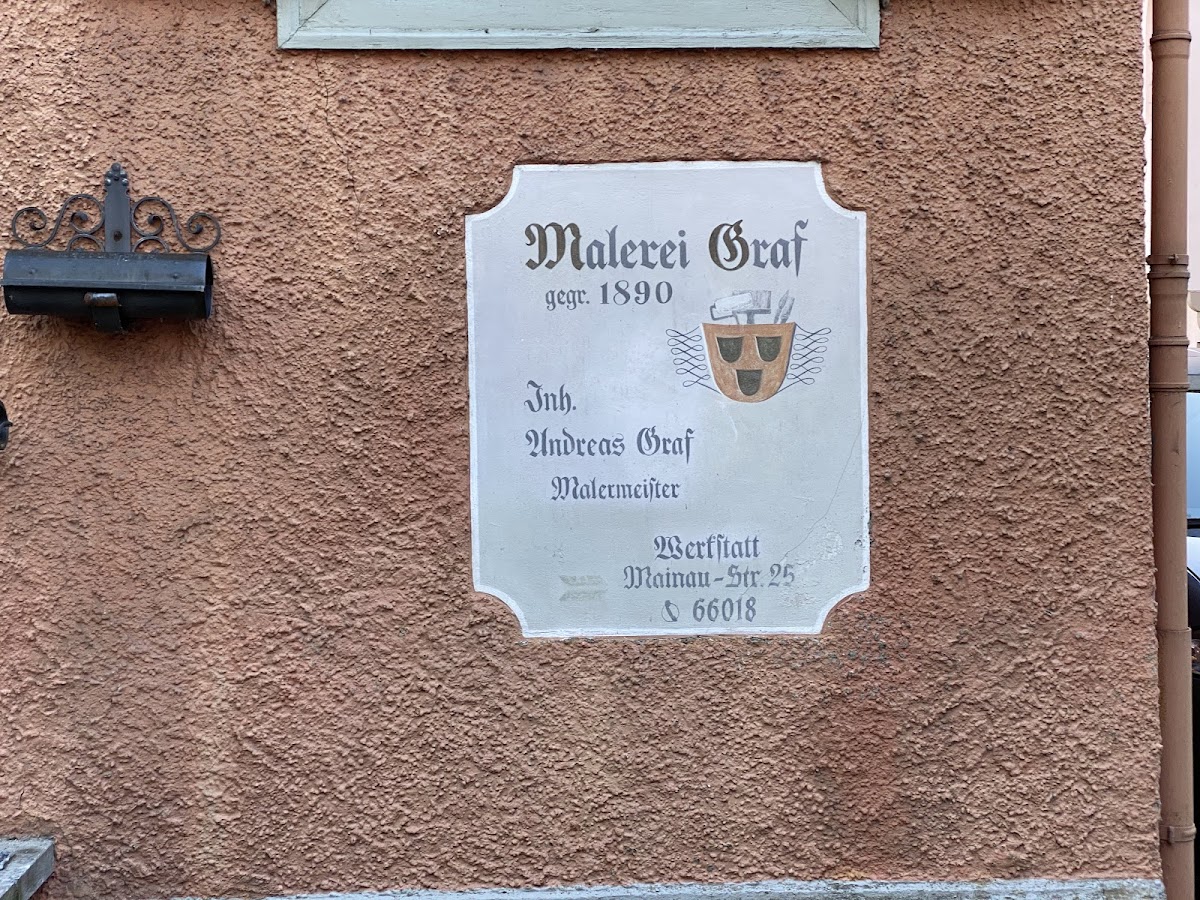 Malerei Graf
gegr. 1890
Inh.
Andreas Graf
Malermeiſter
Werkſtatt
Mainau-Str. 25
✆ 66018